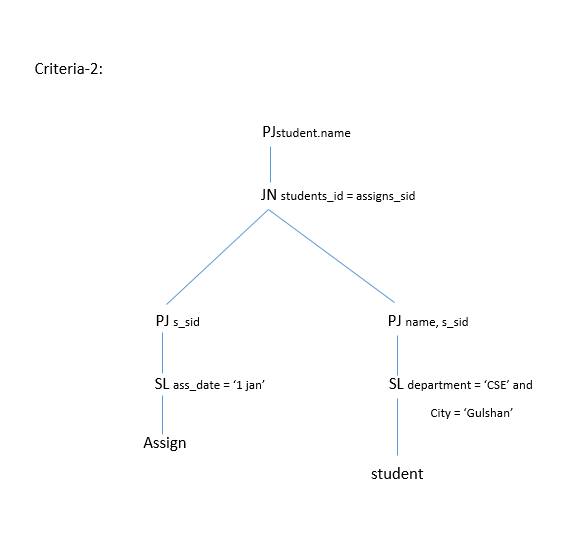 Criteria-2:
PJstudent.name
JN students_id = assigns_sid
PJ s_sid
PJ name, s_sid
SL ass_date = ‘1 jan’
SL department = ‘CSE’ and
City = ‘Gulshan’
Assign
student